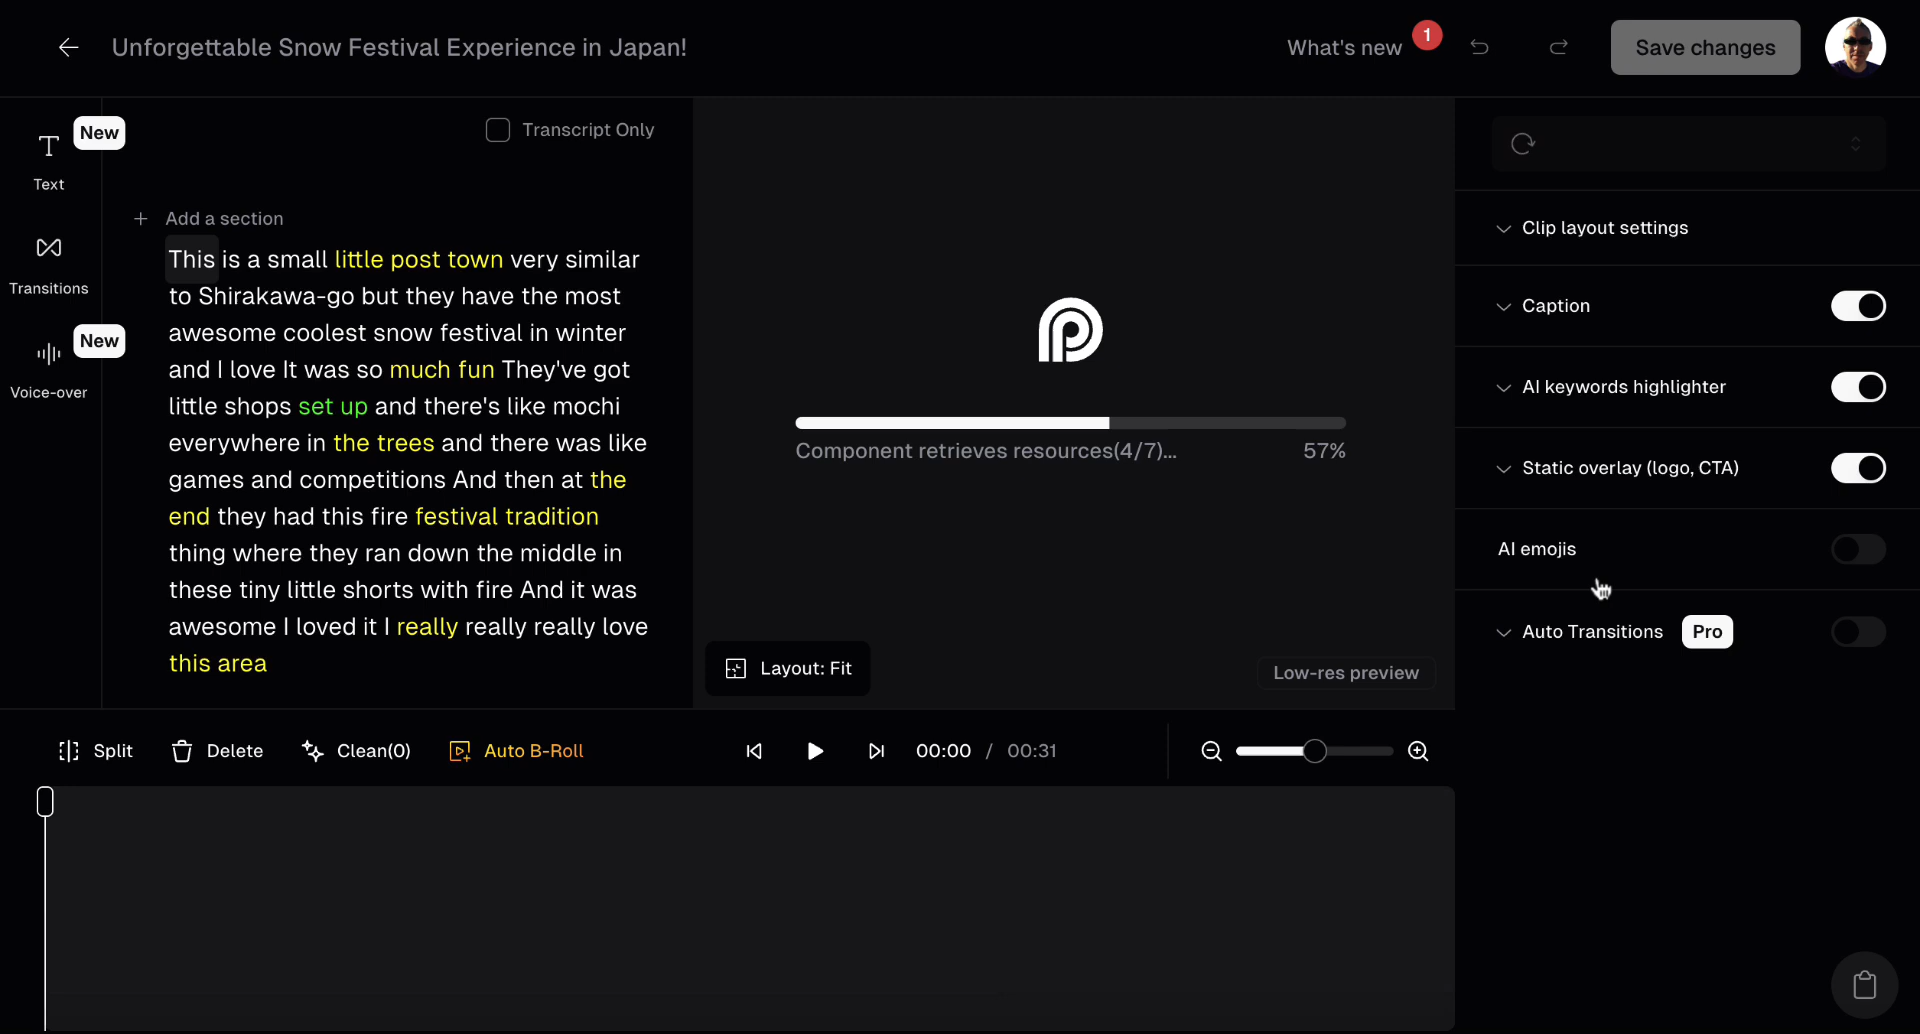 Unforgettable Snow Festival Experience in Japan!
What's new
1
Save changes
New
Text
Transitions
New
Voice-over
Transcript Only
+ Add a section
This is a small little post town very similar
to Shirakawa-go but they have the most
awesome coolest snow festival in winter
and I love It was so much fun They've got
little shops set up and there's like mochi
everywhere in the trees and there was like
games and competitions And then at the
end they had this fire festival tradition
thing where they ran down the middle in
these tiny little shorts with fire And it was
awesome I loved it I really really really love
this area
Component retrieves resources(4/7)... 57%
Layout: Fit
Low-res preview
Clip layout settings
Caption
AI keywords highlighter
Static overlay (logo, CTA)
AI emojis
Auto Transitions Pro
Split
Delete
Clean(0)
Auto B-Roll
00:00 / 00:31